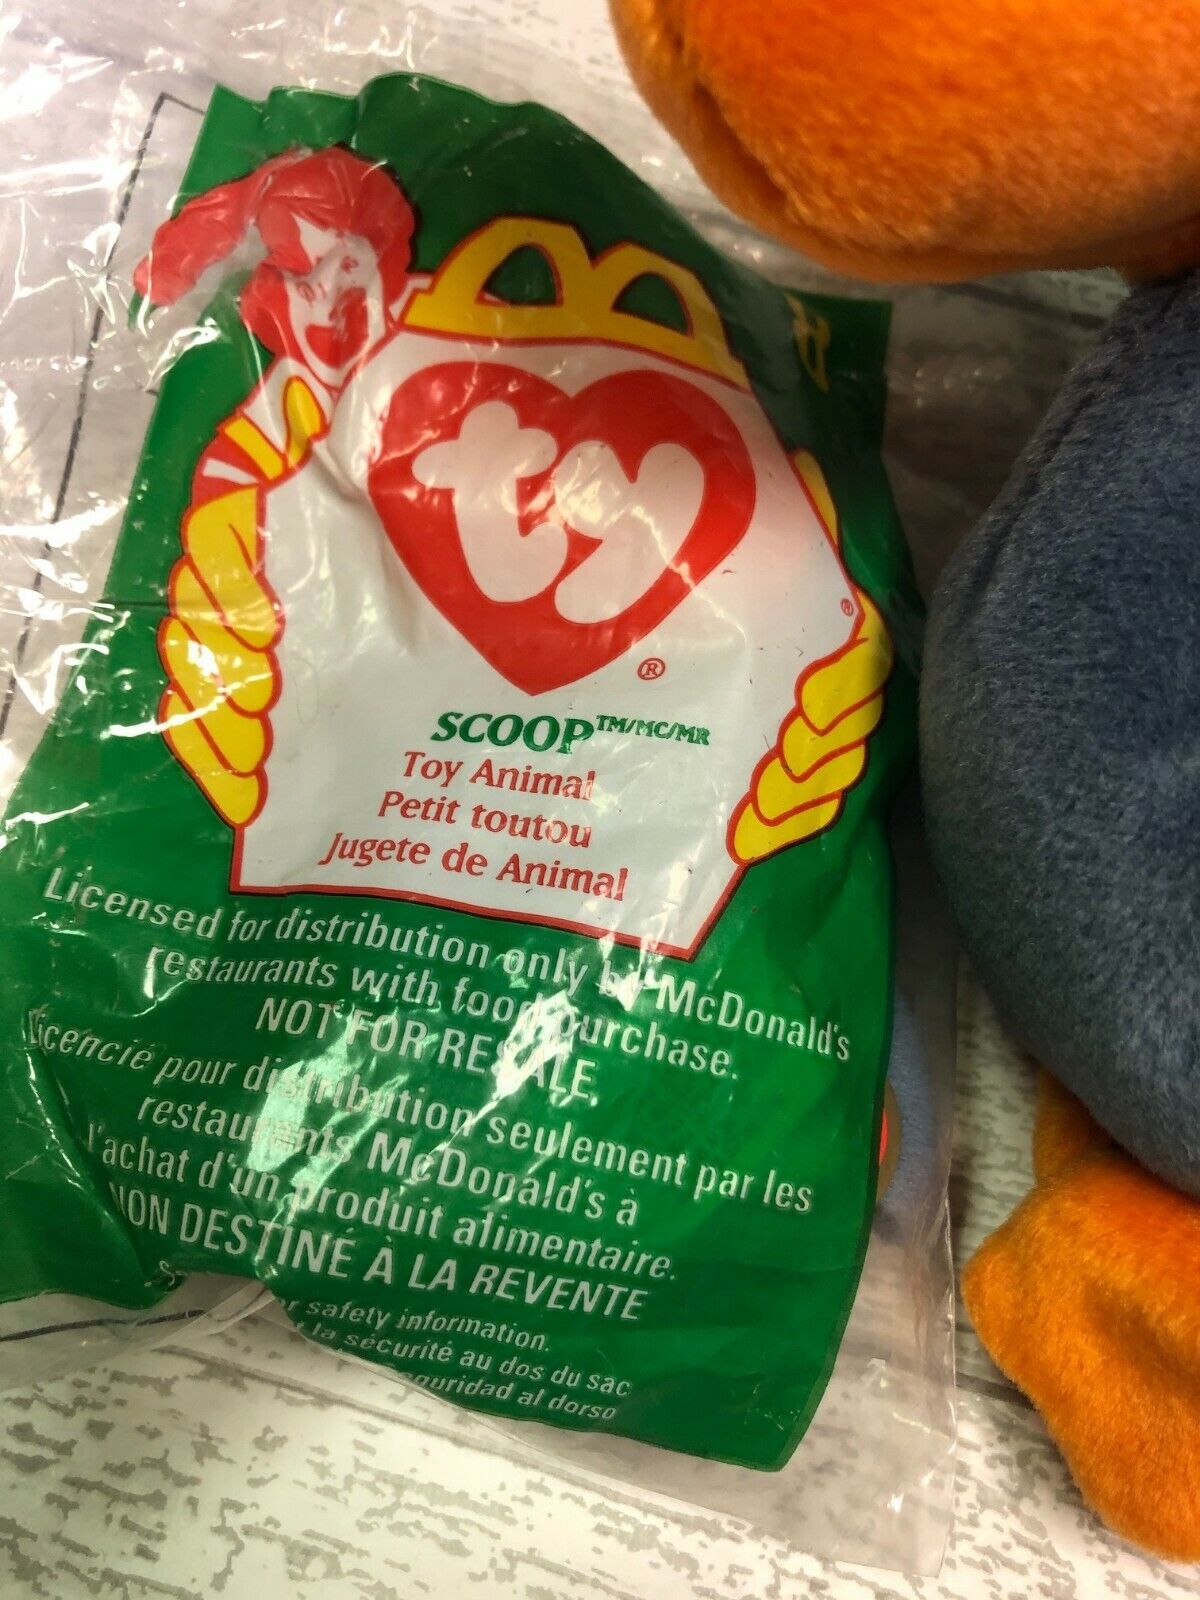 ty
®
®
SCOOP™/MC/MR
Toy Animal
Petit toutou
Jugete de Animal
Licensed for distribution only by McDonald's
restaurants with food purchase.
NOT FOR RESALE.
Licencié pour distribution seulement par les
restaurants McDonald's à
l'achat d'un produit alimentaire.
NON DESTINÉ À LA REVENTE
safety information.
la sécurité au dos du sac
al dorso